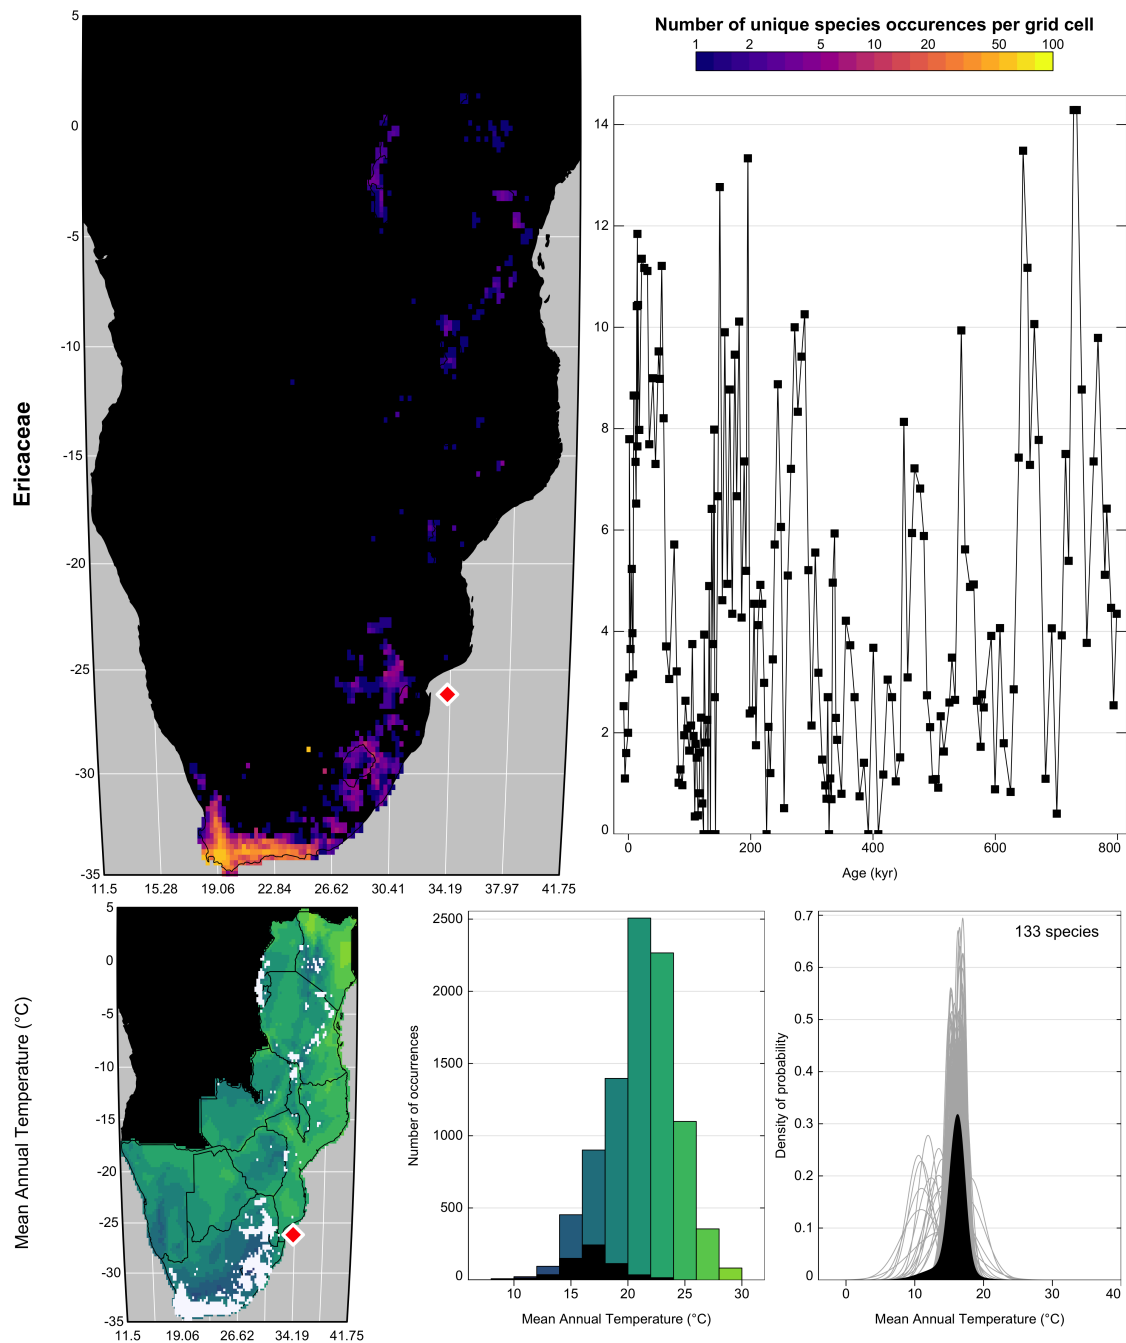 Number of unique species occurences per grid cell
1 2 5 10 20 50 100
Ericaceae
5
0
-5
-10
-15
-20
-25
-30
-35
11.5 15.28 19.06 22.84 26.62 30.41 34.19 37.97 41.75
14
12
10
8
6
4
2
0
0 200 400 600 800
Age (kyr)
Mean Annual Temperature (°C)
5
0
-5
-10
-15
-20
-25
-30
-35
11.5 19.06 26.62 34.19 41.75
Number of occurrences
2500
2000
1500
1000
500
0
10 15 20 25 30
Mean Annual Temperature (°C)
Density of probability
133 species
0.7
0.6
0.5
0.4
0.3
0.2
0.1
0
0 10 20 30 40
Mean Annual Temperature (°C)